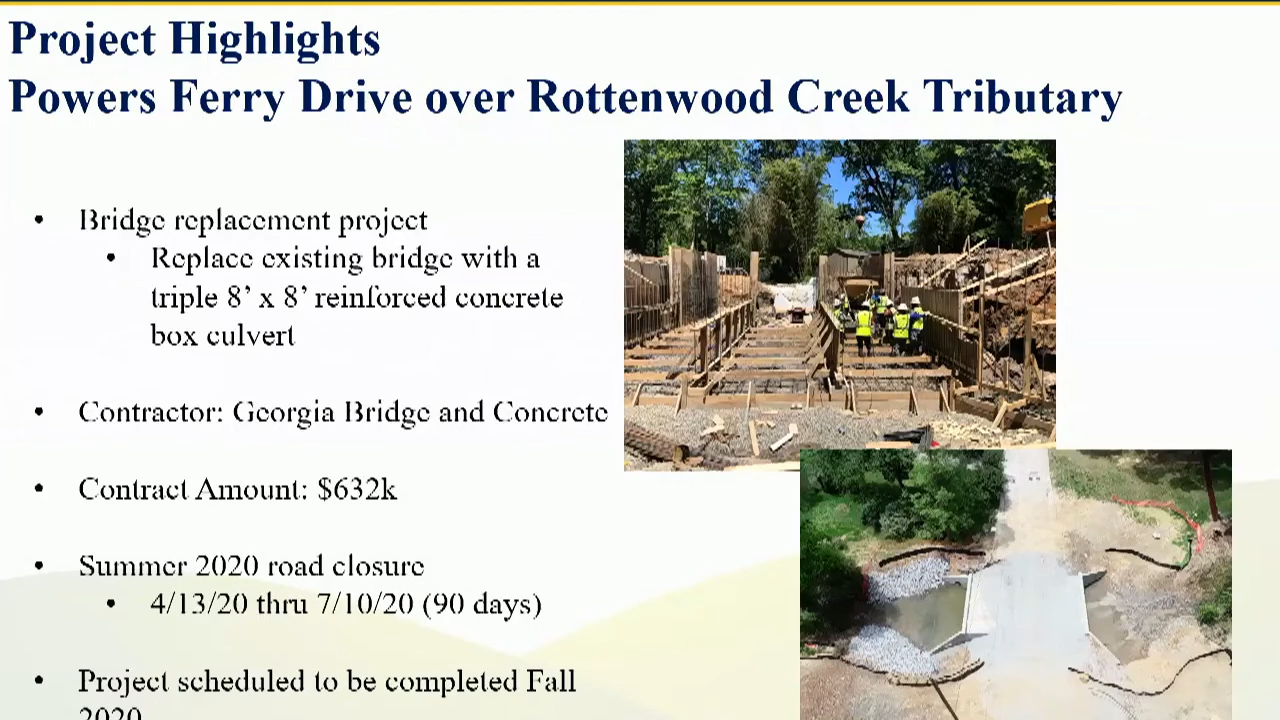 Project Highlights
Powers Ferry Drive over Rottenwood Creek Tributary
• Bridge replacement project
• Replace existing bridge with a
triple 8’ x 8’ reinforced concrete
box culvert
• Contractor: Georgia Bridge and Concrete
• Contract Amount: $632k
• Summer 2020 road closure
• 4/13/20 thru 7/10/20 (90 days)
• Project scheduled to be completed Fall
2020